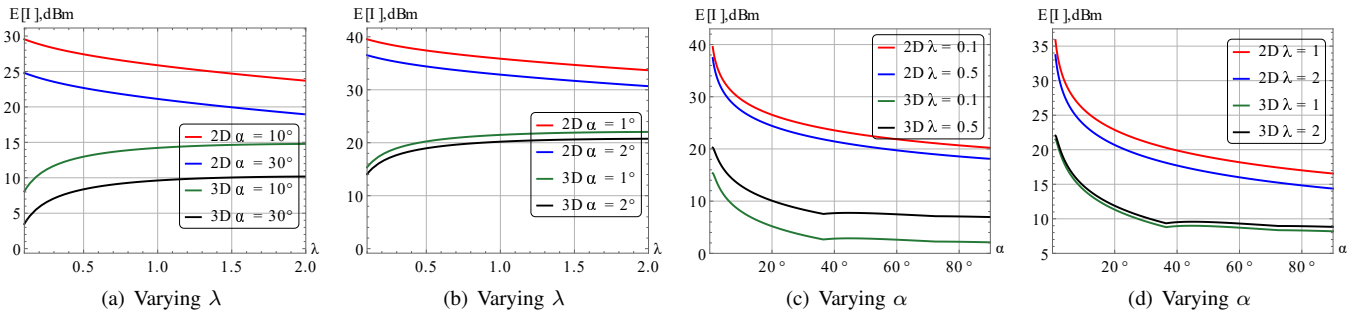 E[I],dBm
30
25
20
15
10
5
0
0.5
1.0
1.5
2.0
λ
2D α = 10°
2D α = 30°
3D α = 10°
3D α = 30°
(a) Varying λ
E[I],dBm
40
30
20
10
0
0.5
1.0
1.5
2.0
λ
2D α = 1°
2D α = 2°
3D α = 1°
3D α = 2°
(b) Varying λ
E[I],dBm
40
30
20
10
0
20°
40°
60°
80°
α
2D λ = 0.1
2D λ = 0.5
3D λ = 0.1
3D λ = 0.5
(c) Varying α
E[I],dBm
35
30
25
20
15
10
5
20°
40°
60°
80°
α
2D λ = 1
2D λ = 2
3D λ = 1
3D λ = 2
(d) Varying α